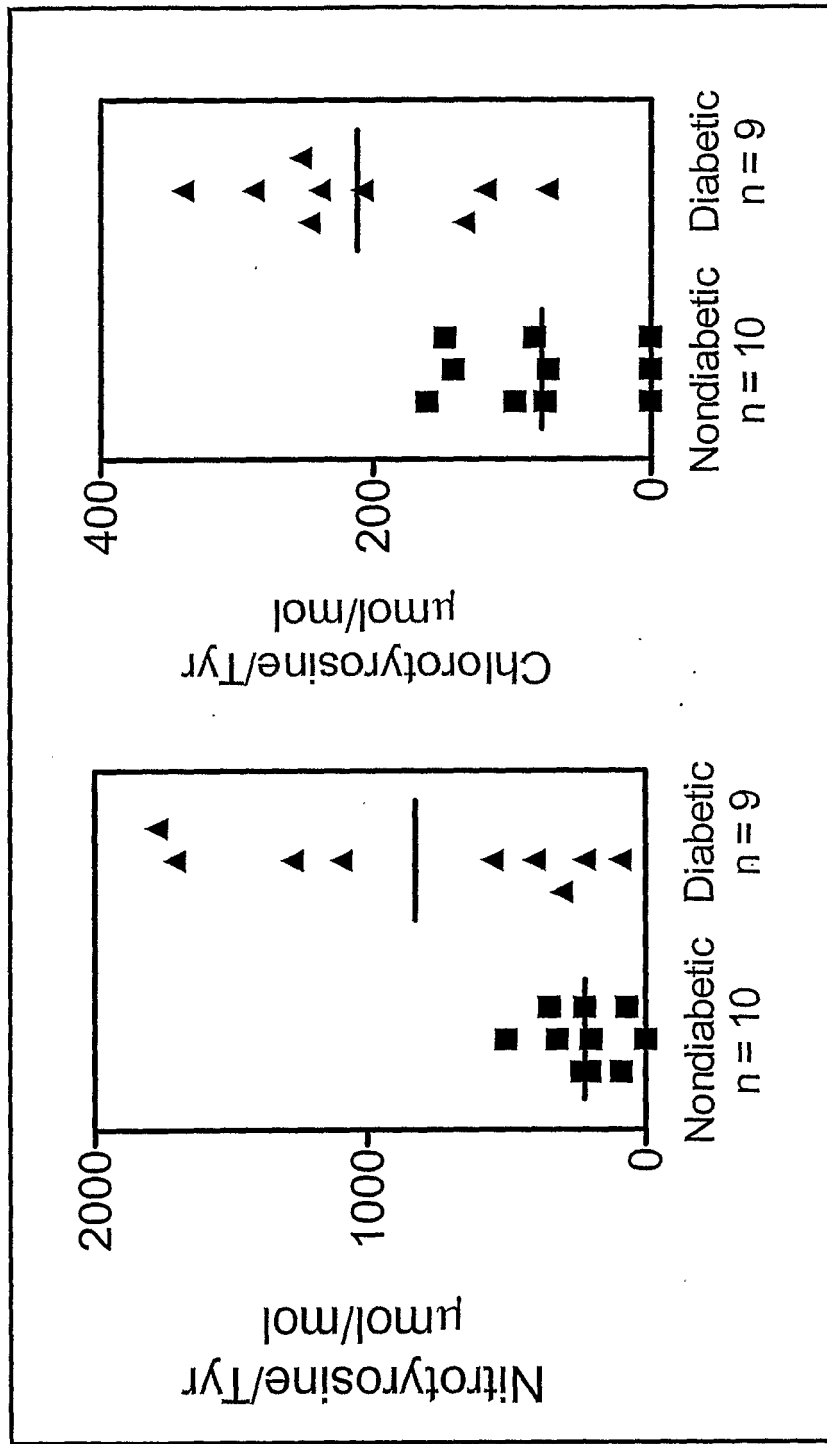 Nitrotyrosine/Tyr
μmol/mol
2000
1000
0
Nondiabetic Diabetic
n = 10 n = 9
Chlorotyrosine/Tyr
μmol/mol
400
200
0
Nondiabetic Diabetic
n = 10 n = 9